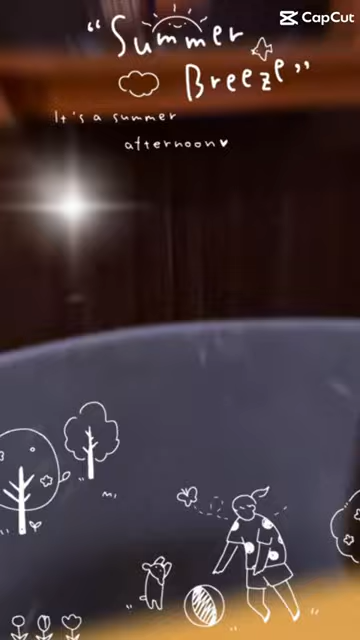 CapCut
“Summer
Breeze”
It's a summer
afternoon♥